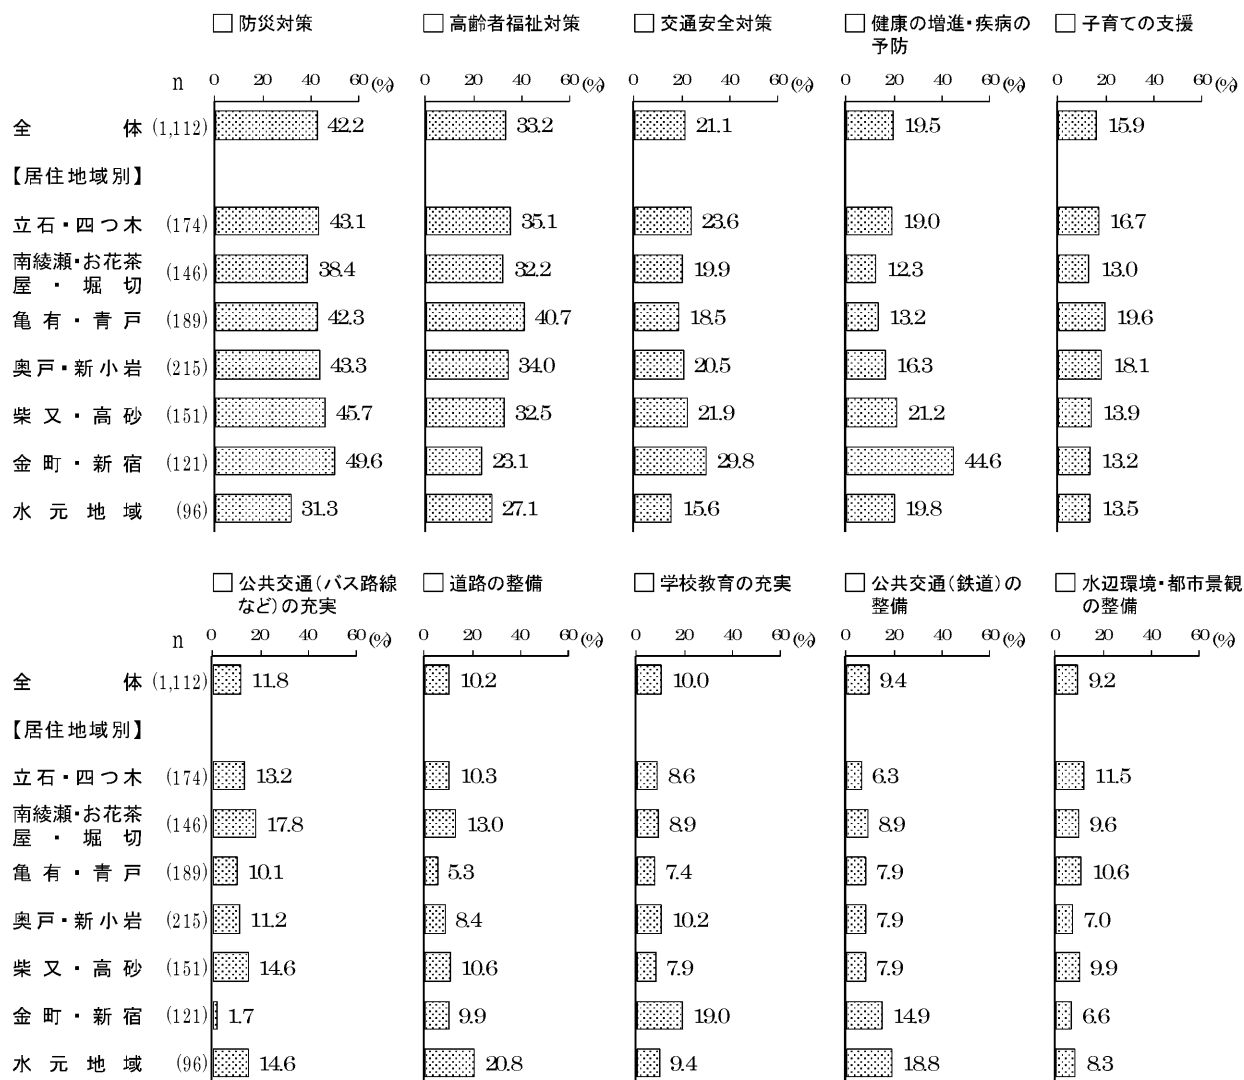 □ 防災対策 □ 高齢者福祉対策 □ 交通安全対策 □ 健康の増進・疾病の予防 □ 子育ての支援
n 0 20 40 60(%) 0 20 40 60(%) 0 20 40 60(%) 0 20 40 60(%) 0 20 40 60(%)
全体 (1,112) 42.2 33.2 21.1 19.5 15.9
【居住地域別】
立石・四つ木 (174) 43.1 35.1 23.6 19.0 16.7
南綾瀬・お花茶屋・堀切 (146) 38.4 32.2 19.9 12.3 13.0
亀有・青戸 (189) 42.3 40.7 18.5 13.2 19.6
奥戸・新小岩 (215) 43.3 34.0 20.5 16.3 18.1
柴又・高砂 (151) 45.7 32.5 21.9 21.2 13.9
金町・新宿 (121) 49.6 23.1 29.8 44.6 13.2
水元地域 (96) 31.3 27.1 15.6 19.8 13.5
□ 公共交通(バス路線など)の充実 □ 道路の整備 □ 学校教育の充実 □ 公共交通(鉄道)の整備 □ 水辺環境・都市景観の整備
n 0 20 40 60(%) 0 20 40 60(%) 0 20 40 60(%) 0 20 40 60(%) 0 20 40 60(%)
全体 (1,112) 11.8 10.2 10.0 9.4 9.2
【居住地域別】
立石・四つ木 (174) 13.2 10.3 8.6 6.3 11.5
南綾瀬・お花茶屋・堀切 (146) 17.8 13.0 8.9 8.9 9.6
亀有・青戸 (189) 10.1 5.3 7.4 7.9 10.6
奥戸・新小岩 (215) 11.2 8.4 10.2 7.9 7.0
柴又・高砂 (151) 14.6 10.6 7.9 7.9 9.9
金町・新宿 (121) 1.7 9.9 19.0 14.9 6.6
水元地域 (96) 14.6 20.8 9.4 18.8 8.3